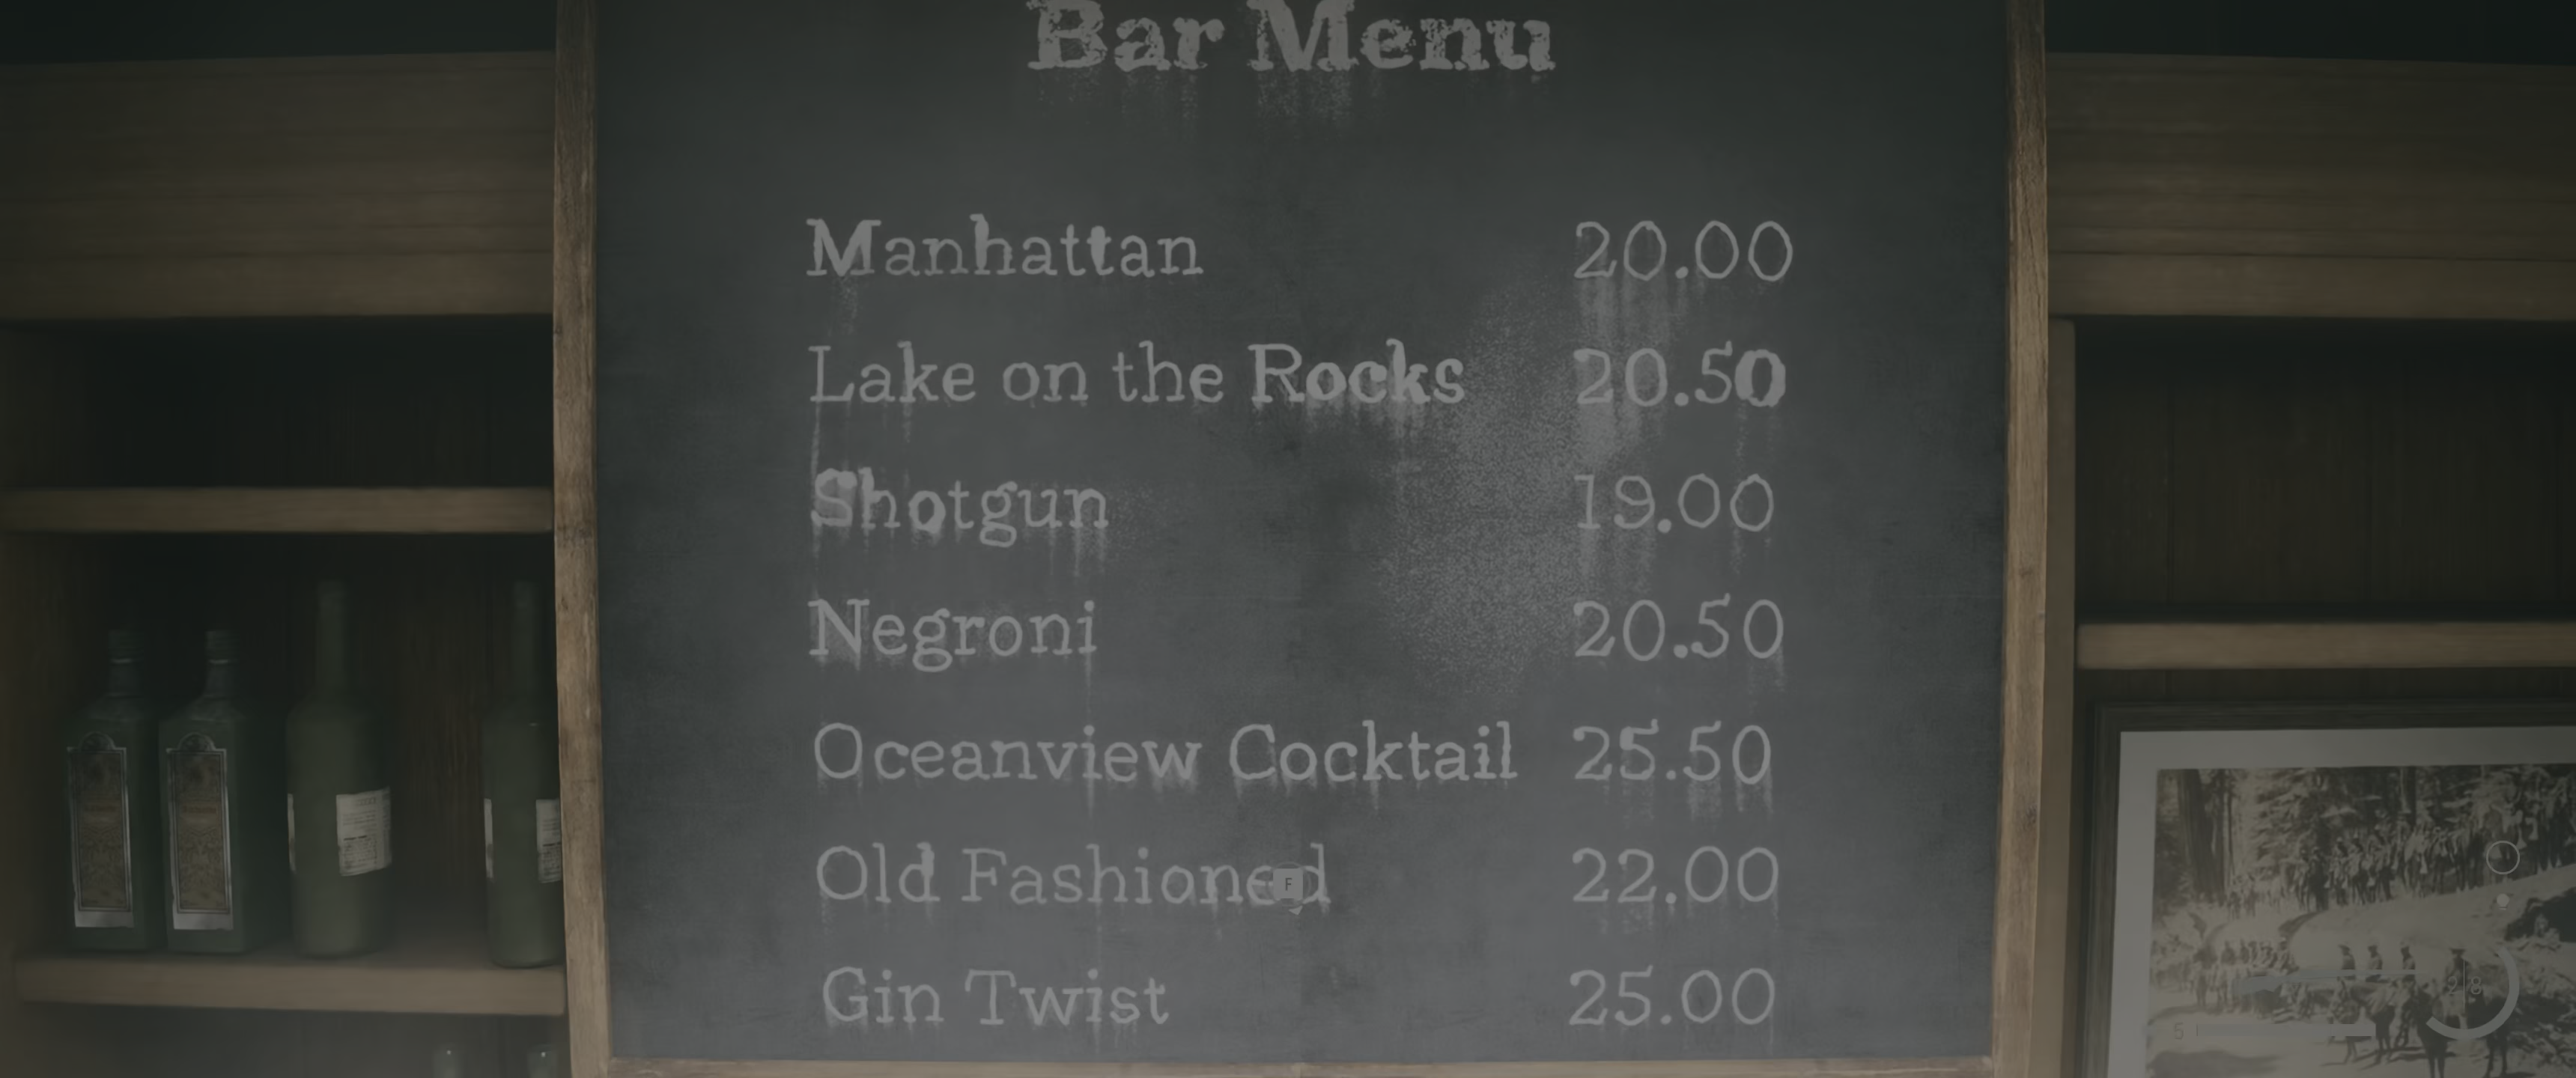 Bar Menu
Manhattan 20.00
Lake on the Rocks 20.50
Shotgun 19.00
Negroni 20.50
Oceanview Cocktail 25.50
Old Fashioned 22.00
F
Gin Twist 25.00